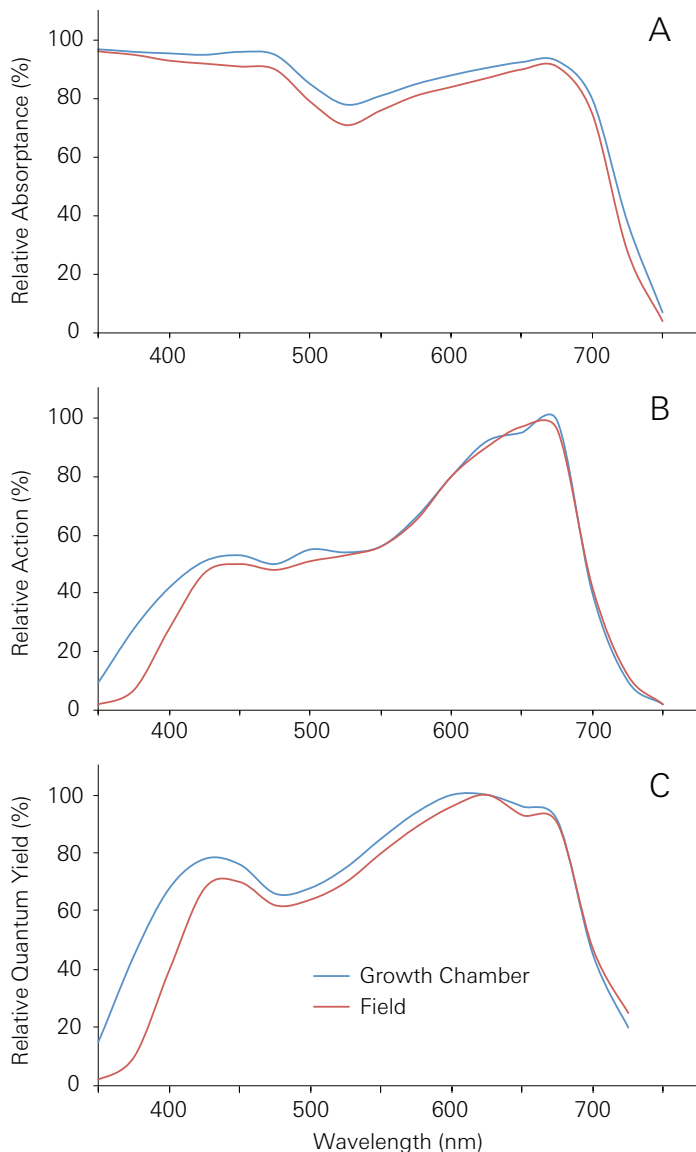 A
Relative Absorptance (%)
100
80
60
40
20
0
400 500 600 700
B
Relative Action (%)
100
80
60
40
20
0
400 500 600 700
C
Relative Quantum Yield (%)
100
80
60
40
20
0
Growth Chamber
Field
400 500 600 700
Wavelength (nm)